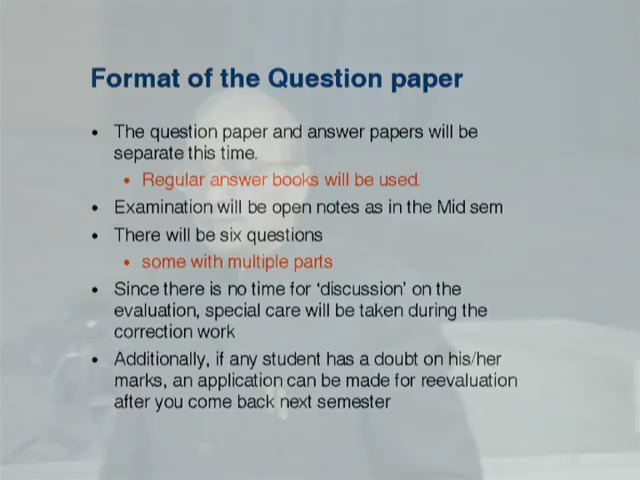 Format of the Question paper
• The question paper and answer papers will be
separate this time.
• Regular answer books will be used.
• Examination will be open notes as in the Mid sem
• There will be six questions
• some with multiple parts
• Since there is no time for ‘discussion’ on the
evaluation, special care will be taken during the
correction work
• Additionally, if any student has a doubt on his/her
marks, an application can be made for reevaluation
after you come back next semester